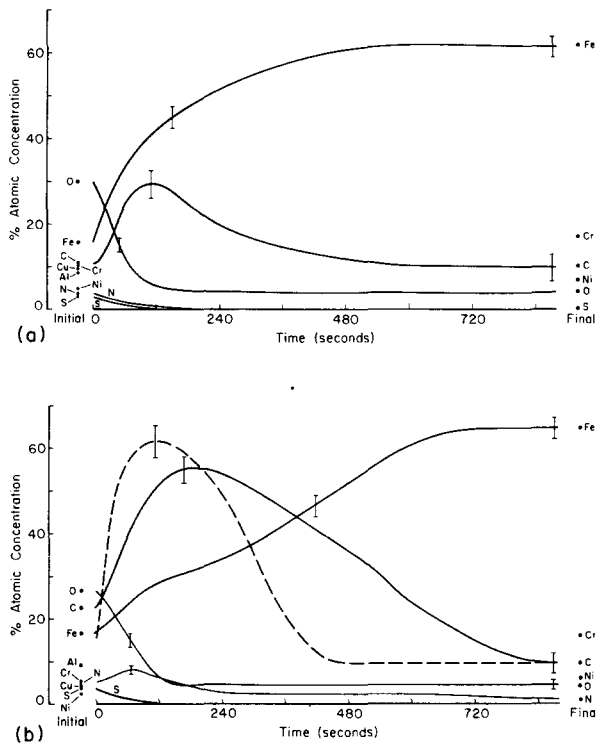 60
40
20
0
% Atomic Concentration
O
Fe
C
Cu
Al
Cr
N
Ni
S
N
S
Initial
0
240
480
720
Final
Time (seconds)
Fe
Cr
C
Ni
O
S
(a)
60
40
20
0
% Atomic Concentration
O
C
Fe
Al
Cr
Cu
S
Ni
N
S
Initial
0
240
480
720
Final
Time (seconds)
Fe
Cr
C
Ni
O
N
(b)